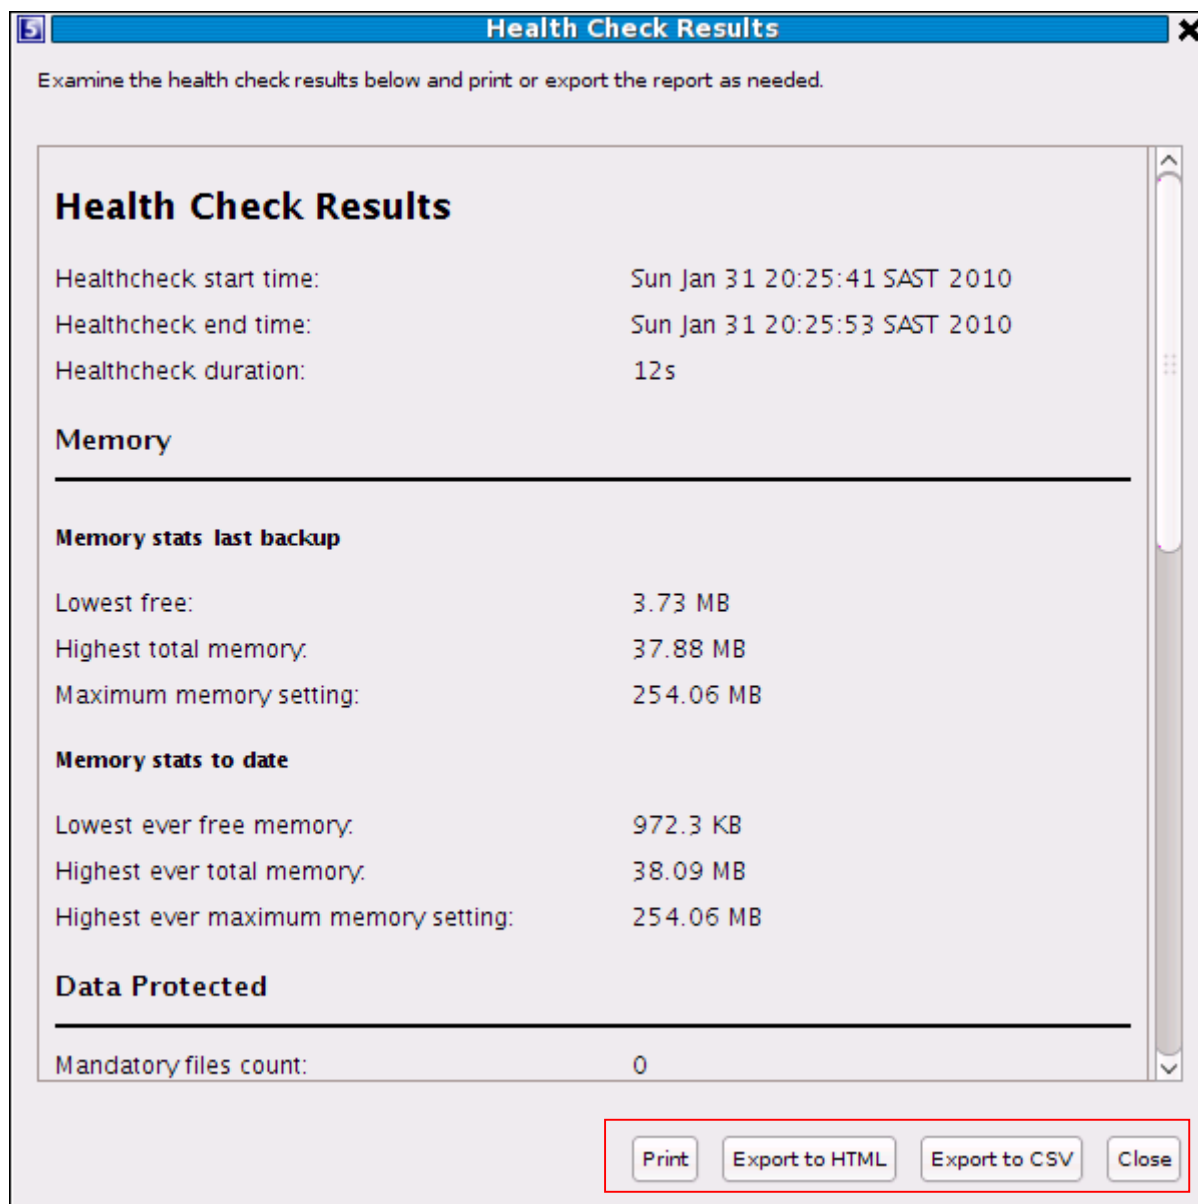 5 Health Check Results
Examine the health check results below and print or export the report as needed.
Health Check Results
Healthcheck start time: Sun Jan 31 20:25:41 SAST 2010
Healthcheck end time: Sun Jan 31 20:25:53 SAST 2010
Healthcheck duration: 12s
Memory
Memory stats last backup
Lowest free: 3.73 MB
Highest total memory: 37.88 MB
Maximum memory setting: 254.06 MB
Memory stats to date
Lowest ever free memory: 972.3 KB
Highest ever total memory: 38.09 MB
Highest ever maximum memory setting: 254.06 MB
Data Protected
Mandatory files count: 0
Print Export to HTML Export to CSV Close